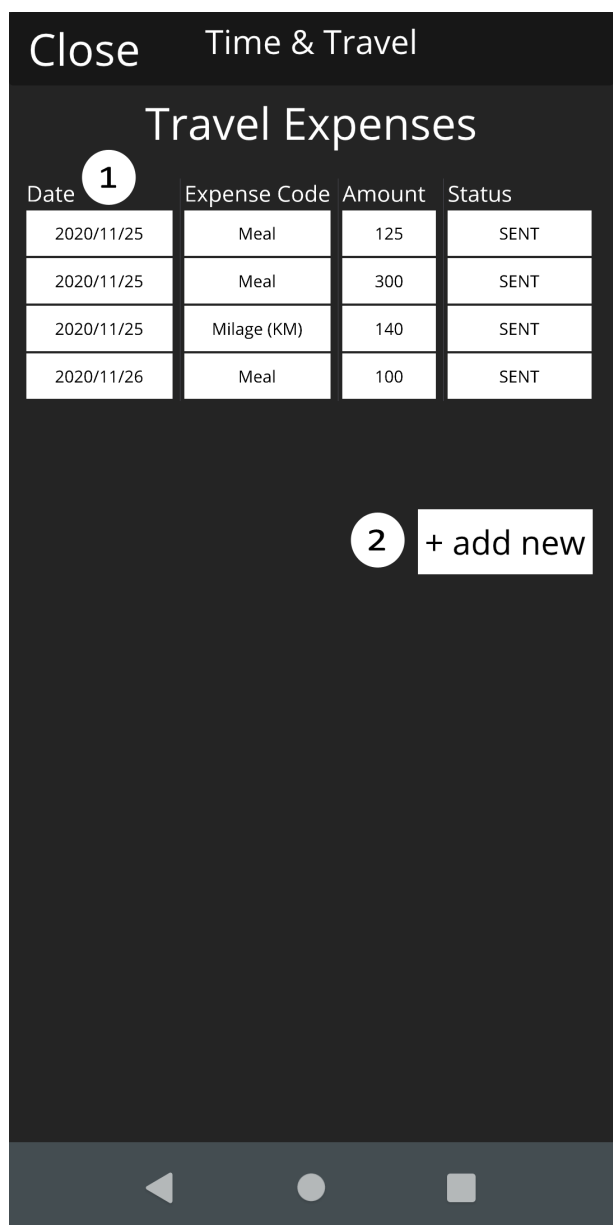 Close Time & Travel
Travel Expenses
Date 1 Expense Code Amount Status
2020/11/25 Meal 125 SENT
2020/11/25 Meal 300 SENT
2020/11/25 Milage (KM) 140 SENT
2020/11/26 Meal 100 SENT
2 + add new